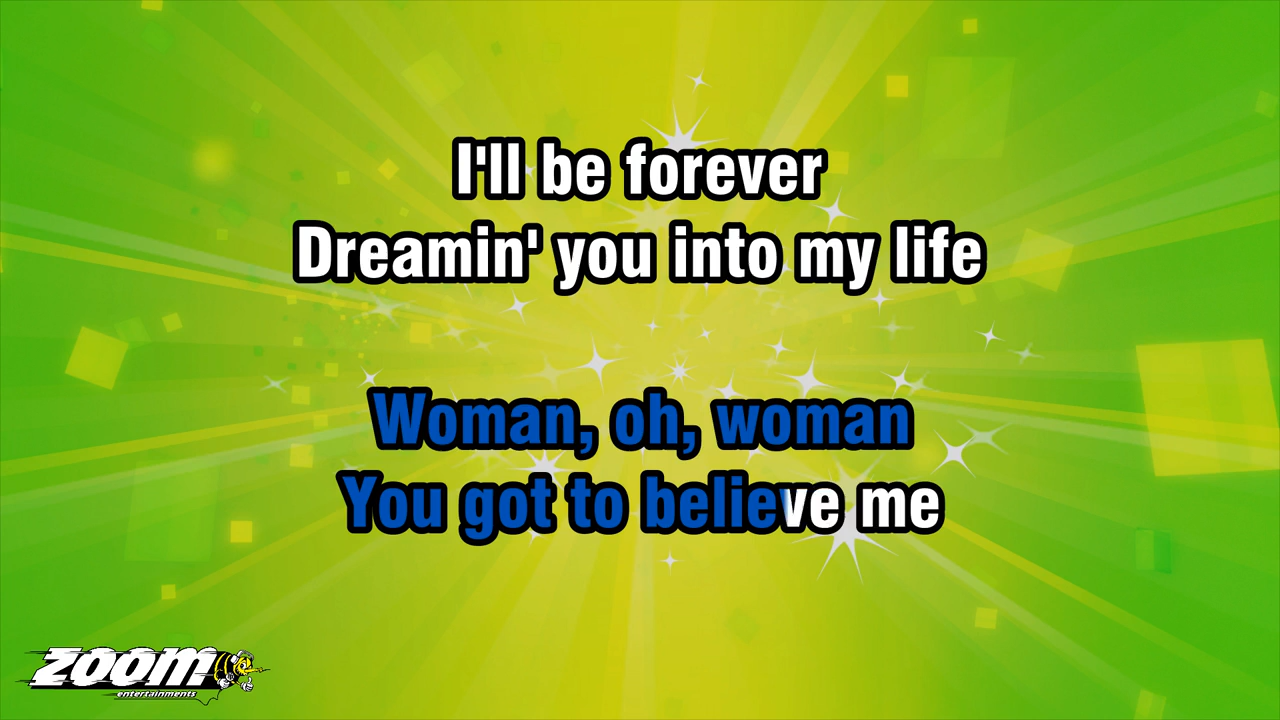 I'll be forever
Dreamin' you into my life
Woman, oh, woman
You got to believe me
zoom
entertainments